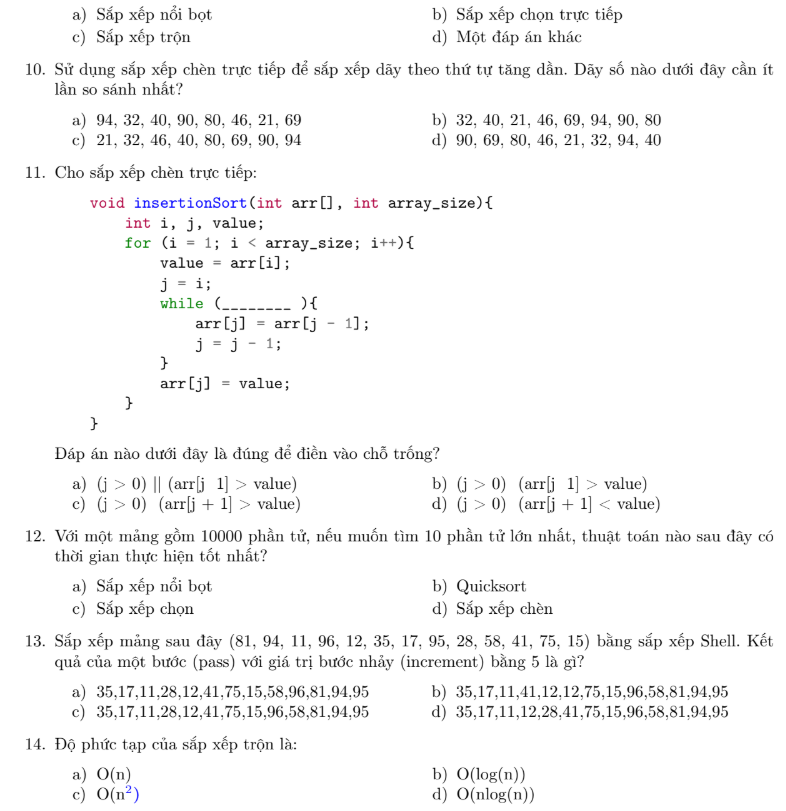 a) Sắp xếp nổi bọt b) Sắp xếp chọn trực tiếp
c) Sắp xếp trộn d) Một đáp án khác
10. Sử dụng sắp xếp chèn trực tiếp để sắp xếp dãy theo thứ tự tăng dần. Dãy số nào dưới đây cần ít
lần so sánh nhất?
a) 94, 32, 40, 90, 80, 46, 21, 69 b) 32, 40, 21, 46, 69, 94, 90, 80
c) 21, 32, 46, 40, 80, 69, 90, 94 d) 90, 69, 80, 46, 21, 32, 94, 40
11. Cho sắp xếp chèn trực tiếp:
void insertionSort(int arr[], int array_size){
int i, j, value;
for (i = 1; i < array_size; i++){
value = arr[i];
j = i;
while (________ ){
arr[j] = arr[j - 1];
j = j - 1;
}
arr[j] = value;
}
}
Đáp án nào dưới đây là đúng để điền vào chỗ trống?
a) (j > 0) || (arr[j 1] > value) b) (j > 0) (arr[j 1] > value)
c) (j > 0) (arr[j + 1] > value) d) (j > 0) (arr[j + 1] < value)
12. Với một mảng gồm 10000 phần tử, nếu muốn tìm 10 phần tử lớn nhất, thuật toán nào sau đây có
thời gian thực hiện tốt nhất?
a) Sắp xếp nổi bọt b) Quicksort
c) Sắp xếp chọn d) Sắp xếp chèn
13. Sắp xếp mảng sau đây (81, 94, 11, 96, 12, 35, 17, 95, 28, 58, 41, 75, 15) bằng sắp xếp Shell. Kết
quả của một bước (pass) với giá trị bước nhảy (increment) bằng 5 là gì?
a) 35,17,11,28,12,41,75,15,58,96,81,94,95 b) 35,17,11,41,12,12,75,15,96,58,81,94,95
c) 35,17,11,28,12,41,75,15,96,58,81,94,95 d) 35,17,11,12,28,41,75,15,96,58,81,94,95
14. Độ phức tạp của sắp xếp trộn là:
a) O(n) b) O(log(n))
c) O(n²) d) O(nlog(n))